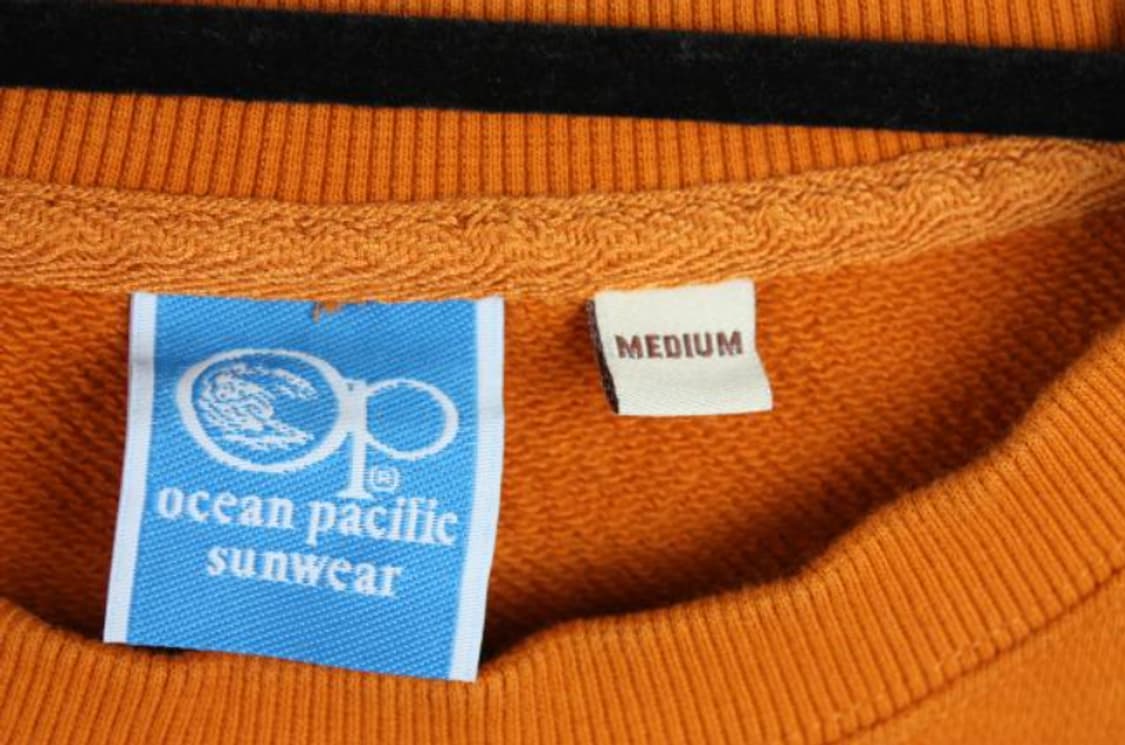 op®
ocean pacific
sunwear
MEDIUM